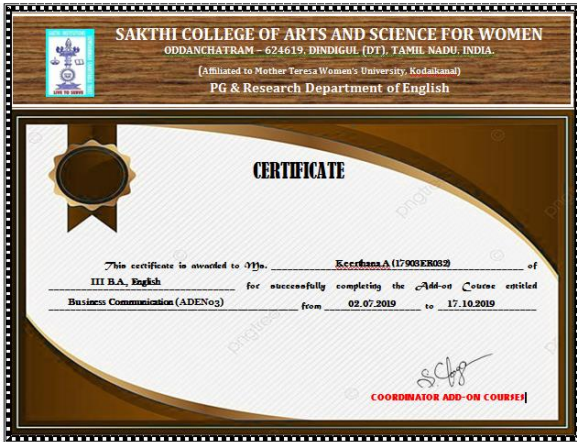 SAKTHI COLLEGE OF ARTS AND SCIENCE FOR WOMEN
ODDANCHATRAM – 624619. DINDIGUL (DT). TAMIL NADU. INDIA.
(Affiliated to Mother Teresa Women's University, Kodaikanal)
PG & Research Department of English
CERTIFICATE
This certificate is awarded to Ms. Keerthana.A (17903ER032) of
III B.A., English for successfully completing the Add-on Course entitled
Business Communication (ADEN03) from 02.07.2019 to 17.10.2019
COORDINATOR ADD-ON COURSES